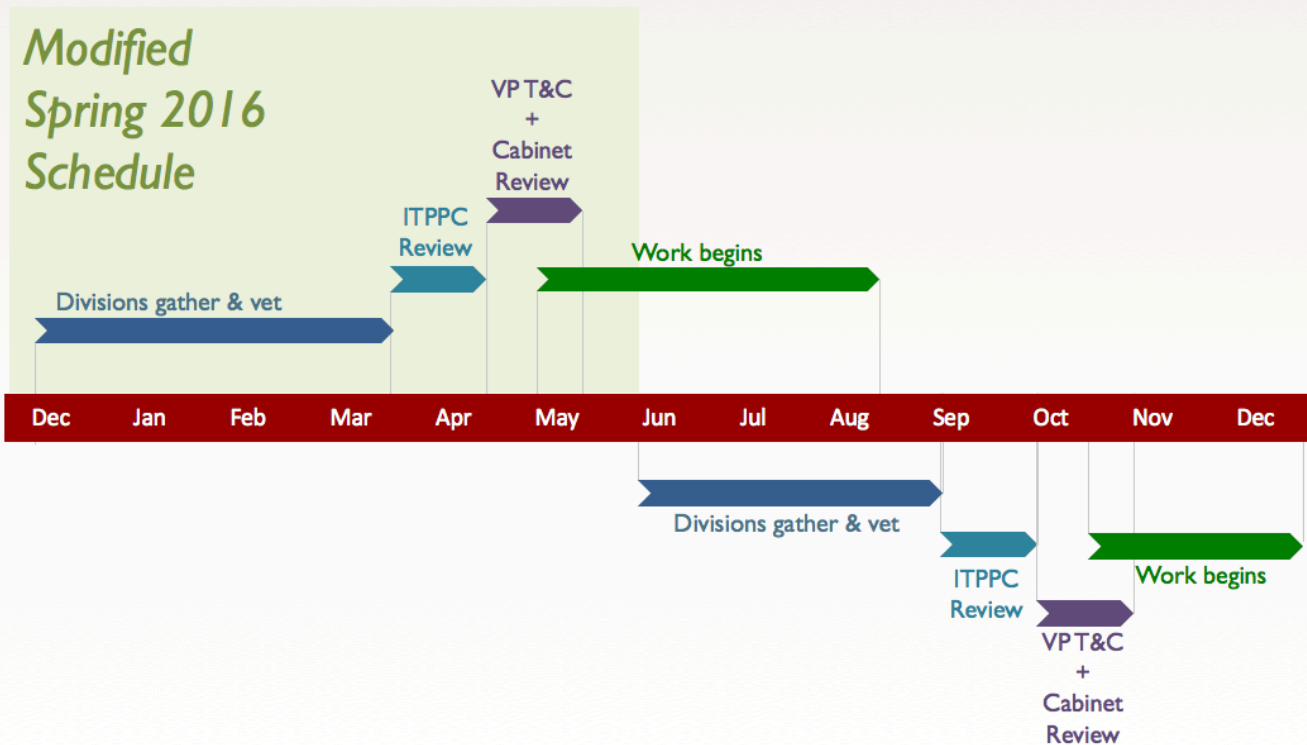 Modified
Spring 2016
Schedule
VP T&C
+
Cabinet
Review
ITPPC
Review
Work begins
Divisions gather & vet
Dec Jan Feb Mar Apr May Jun Jul Aug Sep Oct Nov Dec
Divisions gather & vet
ITPPC
Review
Work begins
VP T&C
+
Cabinet
Review